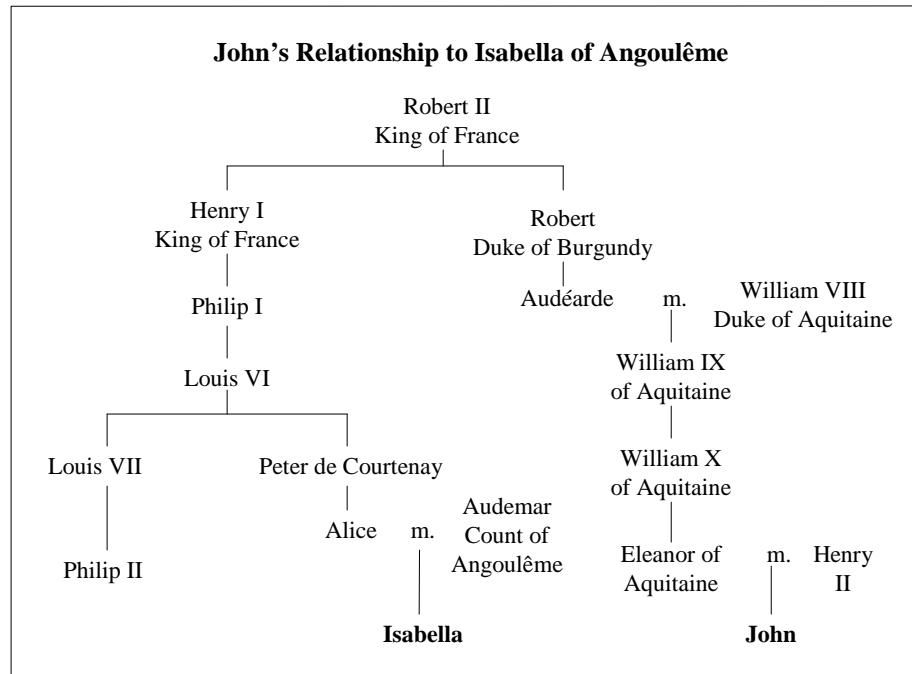 John’s Relationship to Isabella of Angoulême
Robert II
King of France
Henry I
King of France
Robert
Duke of Burgundy
Philip I
Audéarde m. William VIII
Duke of Aquitaine
Louis VI
William IX
of Aquitaine
Louis VII
Peter de Courtenay
William X
of Aquitaine
Alice m. Audemar
Count of
Angoulême
Philip II
Eleanor of
Aquitaine
m. Henry
II
Isabella
John